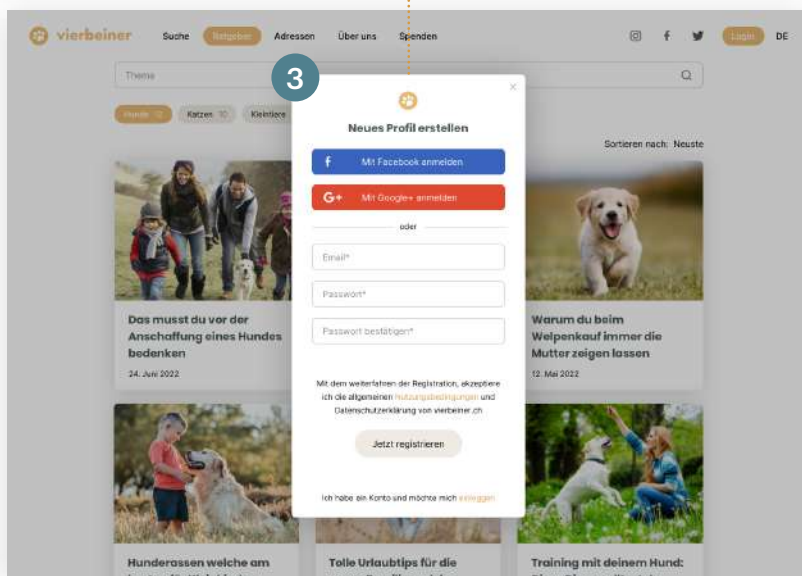 vierbeiner
Suche
Ratgeber
Adressen
Über uns
Spenden
Login
DE
Thema
3
Hunde 12
Katzen 10
Kleintiere
Sortieren nach: Neuste
Neues Profil erstellen
Mit Facebook anmelden
G+ Mit Google+ anmelden
oder
Email*
Passwort*
Passwort bestätigen*
Mit dem weiterfahren der Registration, akzeptiere
ich die allgemeinen Nutzungsbedingungen und
Datenschutzerklärung von vierbeiner.ch
Jetzt registrieren
Ich habe ein Konto und möchte mich einloggen
Das musst du vor der
Anschaffung eines Hundes
bedenken
24. Juni 2022
Warum du beim
Welpenkauf immer die
Mutter zeigen lassen
12. Mai 2022
Hunderassen welche am
Tolle Urlaubtips für die
Training mit deinem Hund: